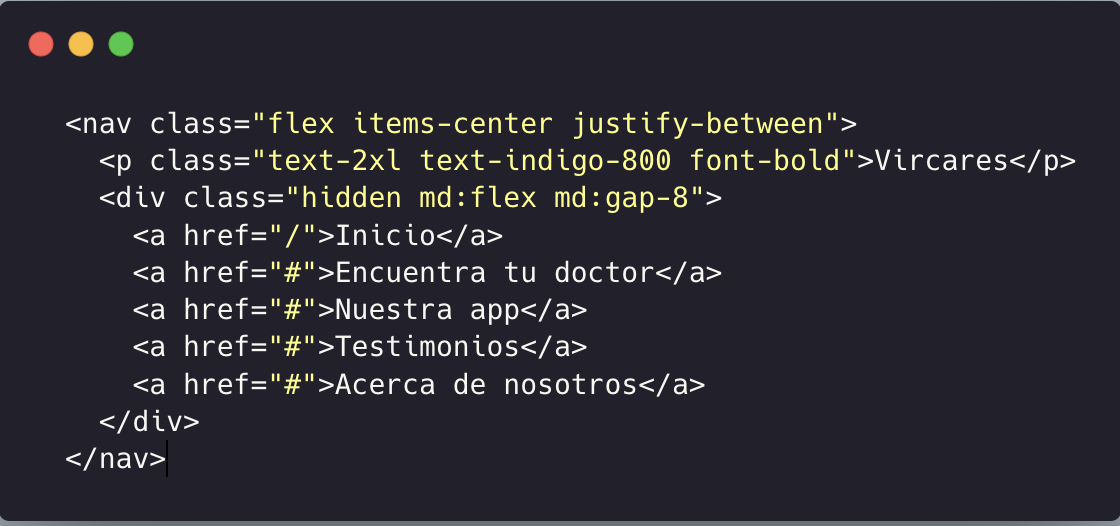 <nav class="flex items-center justify-between">
<p class="text-2xl text-indigo-800 font-bold">Vircares</p>
<div class="hidden md:flex md:gap-8">
<a href="/">Inicio</a>
<a href="#">Encuentra tu doctor</a>
<a href="#">Nuestra app</a>
<a href="#">Testimonios</a>
<a href="#">Acerca de nosotros</a>
</div>
</nav>